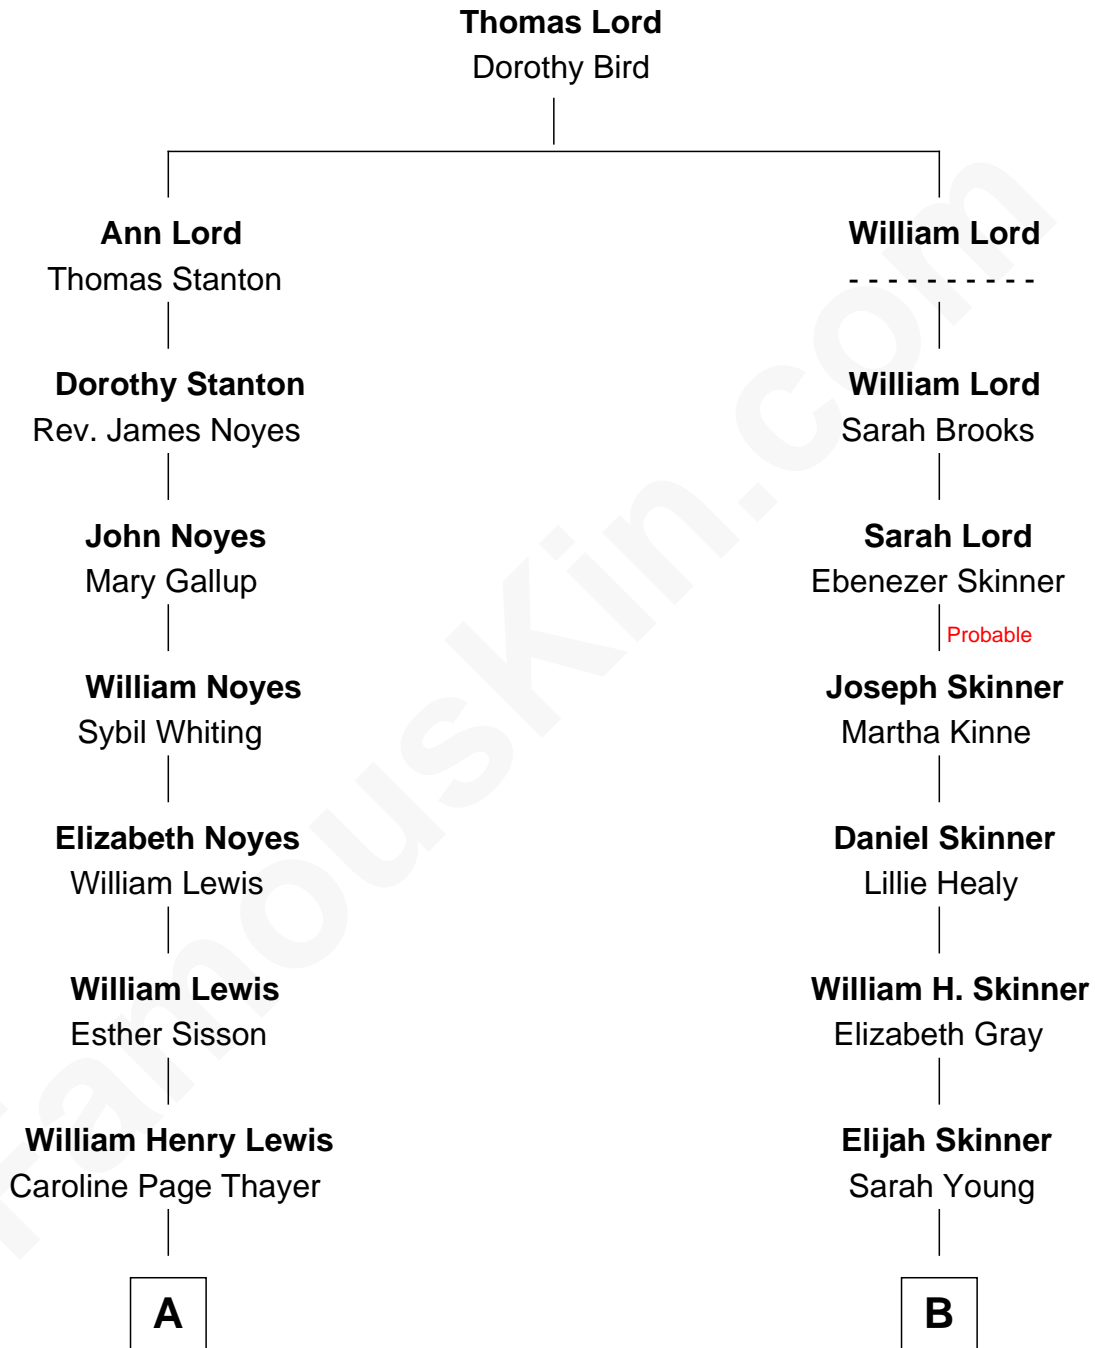 Thomas Lord
Dorothy Bird
Ann Lord
Thomas Stanton
William Lord
- - - - - - - - - -
Dorothy Stanton
Rev. James Noyes
William Lord
Sarah Brooks
John Noyes
Mary Gallup
Sarah Lord
Ebenezer Skinner
Probable
William Noyes
Sybil Whiting
Joseph Skinner
Martha Kinne
Elizabeth Noyes
William Lewis
Daniel Skinner
Lillie Healy
William Lewis
Esther Sisson
William H. Skinner
Elizabeth Gray
William Henry Lewis
Caroline Page Thayer
Elijah Skinner
Sarah Young
A
B
FamousKin.com